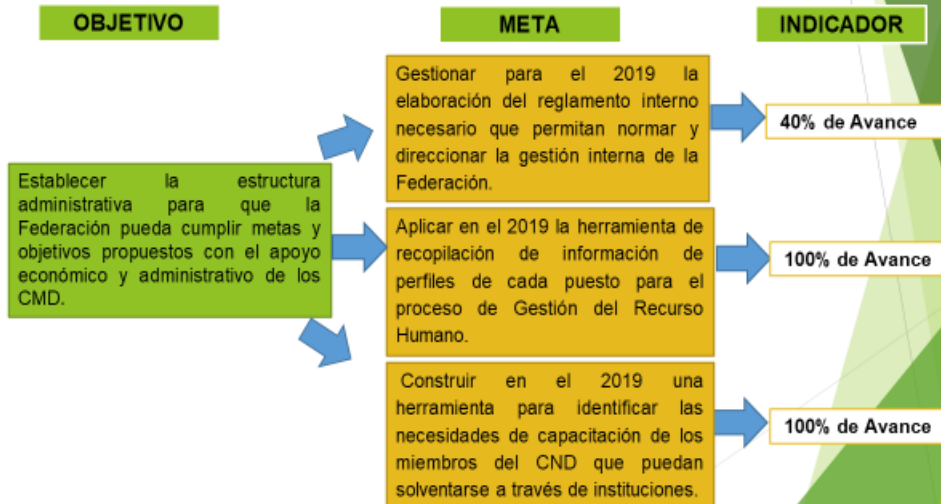 OBJETIVO
META
INDICADOR
Establecer la estructura
administrativa para que la
Federación pueda cumplir metas y
objetivos propuestos con el apoyo
económico y administrativo de los
CMD.
Gestionar para el 2019 la
elaboración del reglamento interno
necesario que permitan normar y
direccionar la gestión interna de la
Federación.
40% de Avance
Aplicar en el 2019 la herramienta de
recopilación de información de
perfiles de cada puesto para el
proceso de Gestión del Recurso
Humano.
100% de Avance
Construir en el 2019 una
herramienta para identificar las
necesidades de capacitación de los
miembros del CND que puedan
solventarse a través de instituciones.
100% de Avance